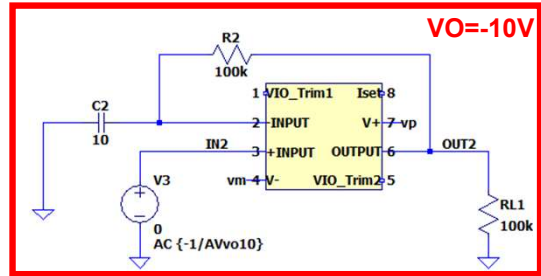 VO=-10V
R2
100k
1 VIO_Trim1 Iset 8
C2
10
2 -INPUT V+ 7 vp
IN2 3 +INPUT OUTPUT 6 OUT2
V3 vm 4 V- VIO_Trim2 5
RL1
100k
0
AC {-1/AVvo10}